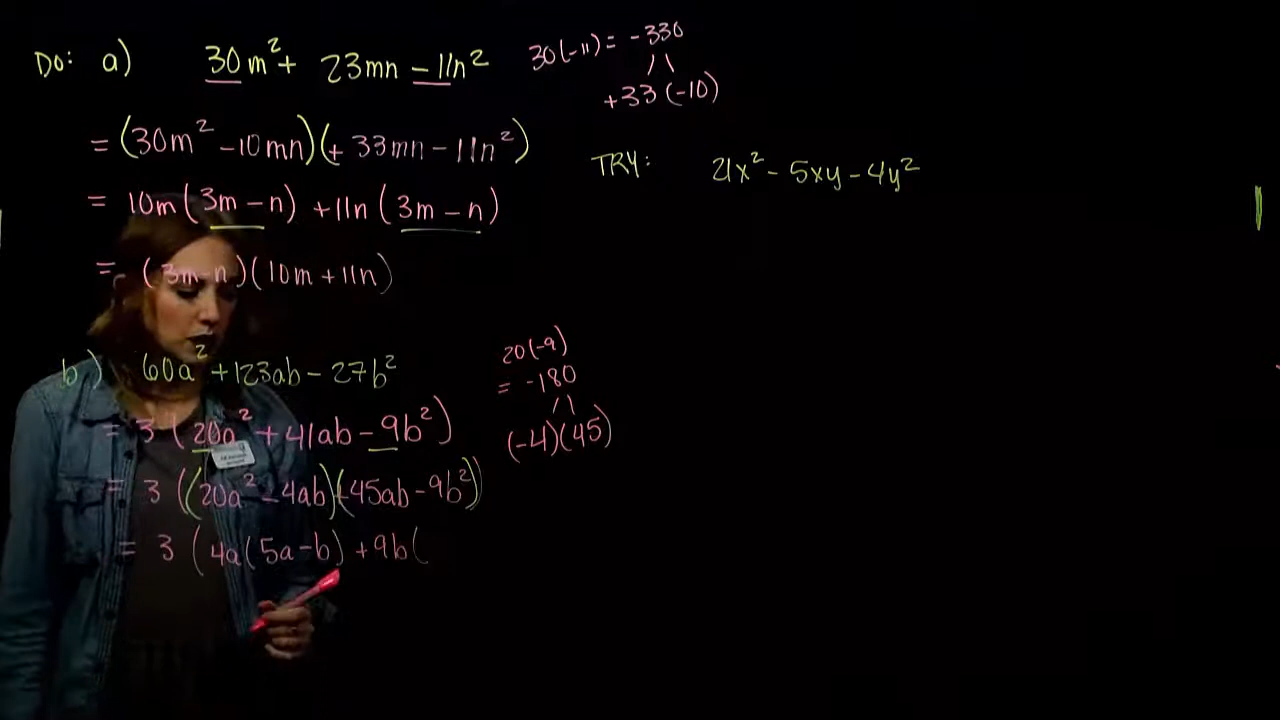 DO: a) 30m² + 23mn - 11n²
30(-11) = -330
+33 (-10)
= (30m² - 10mn)(+ 33mn - 11n²)
= 10m(3m - n) + 11n(3m - n)
= (3m - n)(10m + 11n)
TRY: 21x² - 5xy - 4y²
b) 60a² + 123ab - 27b²
20(-9)
= -180
(-4)(45)
= 3 (20a² + 41ab - 9b²)
= 3 ((20a² - 4ab)(+45ab - 9b²))
= 3 (4a(5a - b) + 9b(